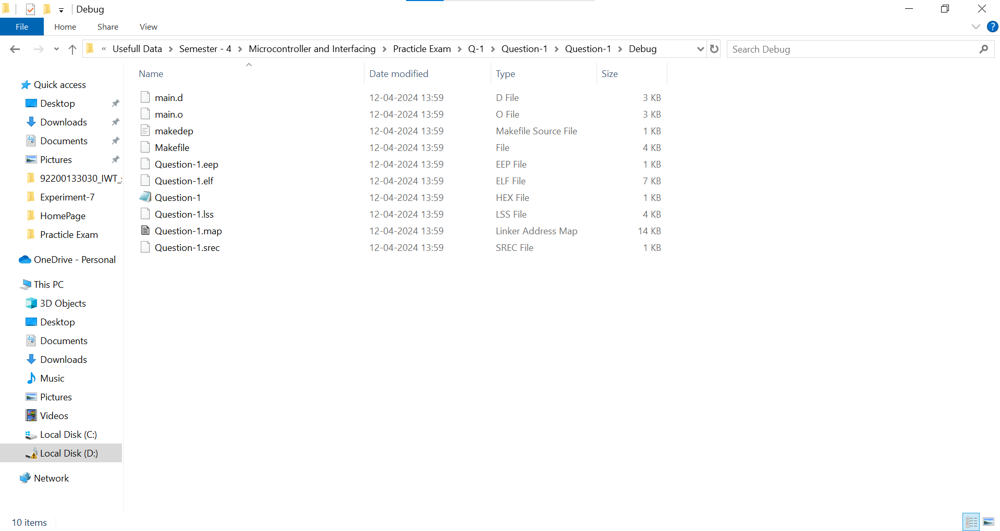 Debug
File Home Share View
« Usefull Data > Semester - 4 > Microcontroller and Interfacing > Practicle Exam > Q-1 > Question-1 > Question-1 > Debug
Search Debug
Quick access
Desktop
Downloads
Documents
Pictures
92200133030_IWT_
Experiment-7
HomePage
Practicle Exam
OneDrive - Personal
This PC
3D Objects
Desktop
Documents
Downloads
Music
Pictures
Videos
Local Disk (C:)
Local Disk (D:)
Network
Name Date modified Type Size
main.d 12-04-2024 13:59 D File 3 KB
main.o 12-04-2024 13:59 O File 3 KB
makedep 12-04-2024 13:59 Makefile Source File 1 KB
Makefile 12-04-2024 13:59 File 4 KB
Question-1.eep 12-04-2024 13:59 EEP File 1 KB
Question-1.elf 12-04-2024 13:59 ELF File 7 KB
Question-1 12-04-2024 13:59 HEX File 1 KB
Question-1.lss 12-04-2024 13:59 LSS File 4 KB
Question-1.map 12-04-2024 13:59 Linker Address Map 14 KB
Question-1.srec 12-04-2024 13:59 SREC File 1 KB
10 items